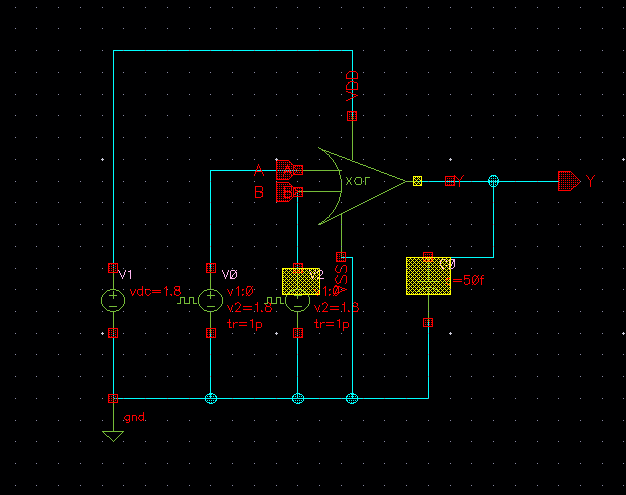 VDD
A
XOr
B
Y
Y
V1
vdc=1.8
V0
v1:0
v2=1.8
tr=1p
V2
v1:0
v2=1.8
tr=1p
VSS
C0
=50f
gnd